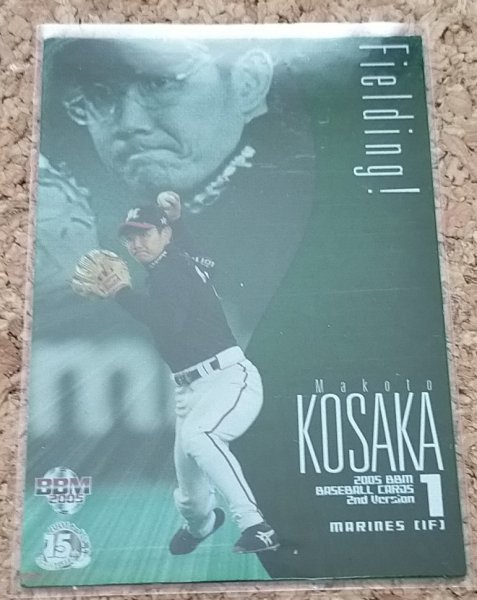 Fielding!
Makoto
KOSAKA
2005 BBM
BASEBALL CARDS
2nd Version
1
MARINES [IF]
BBM
2005
15
M